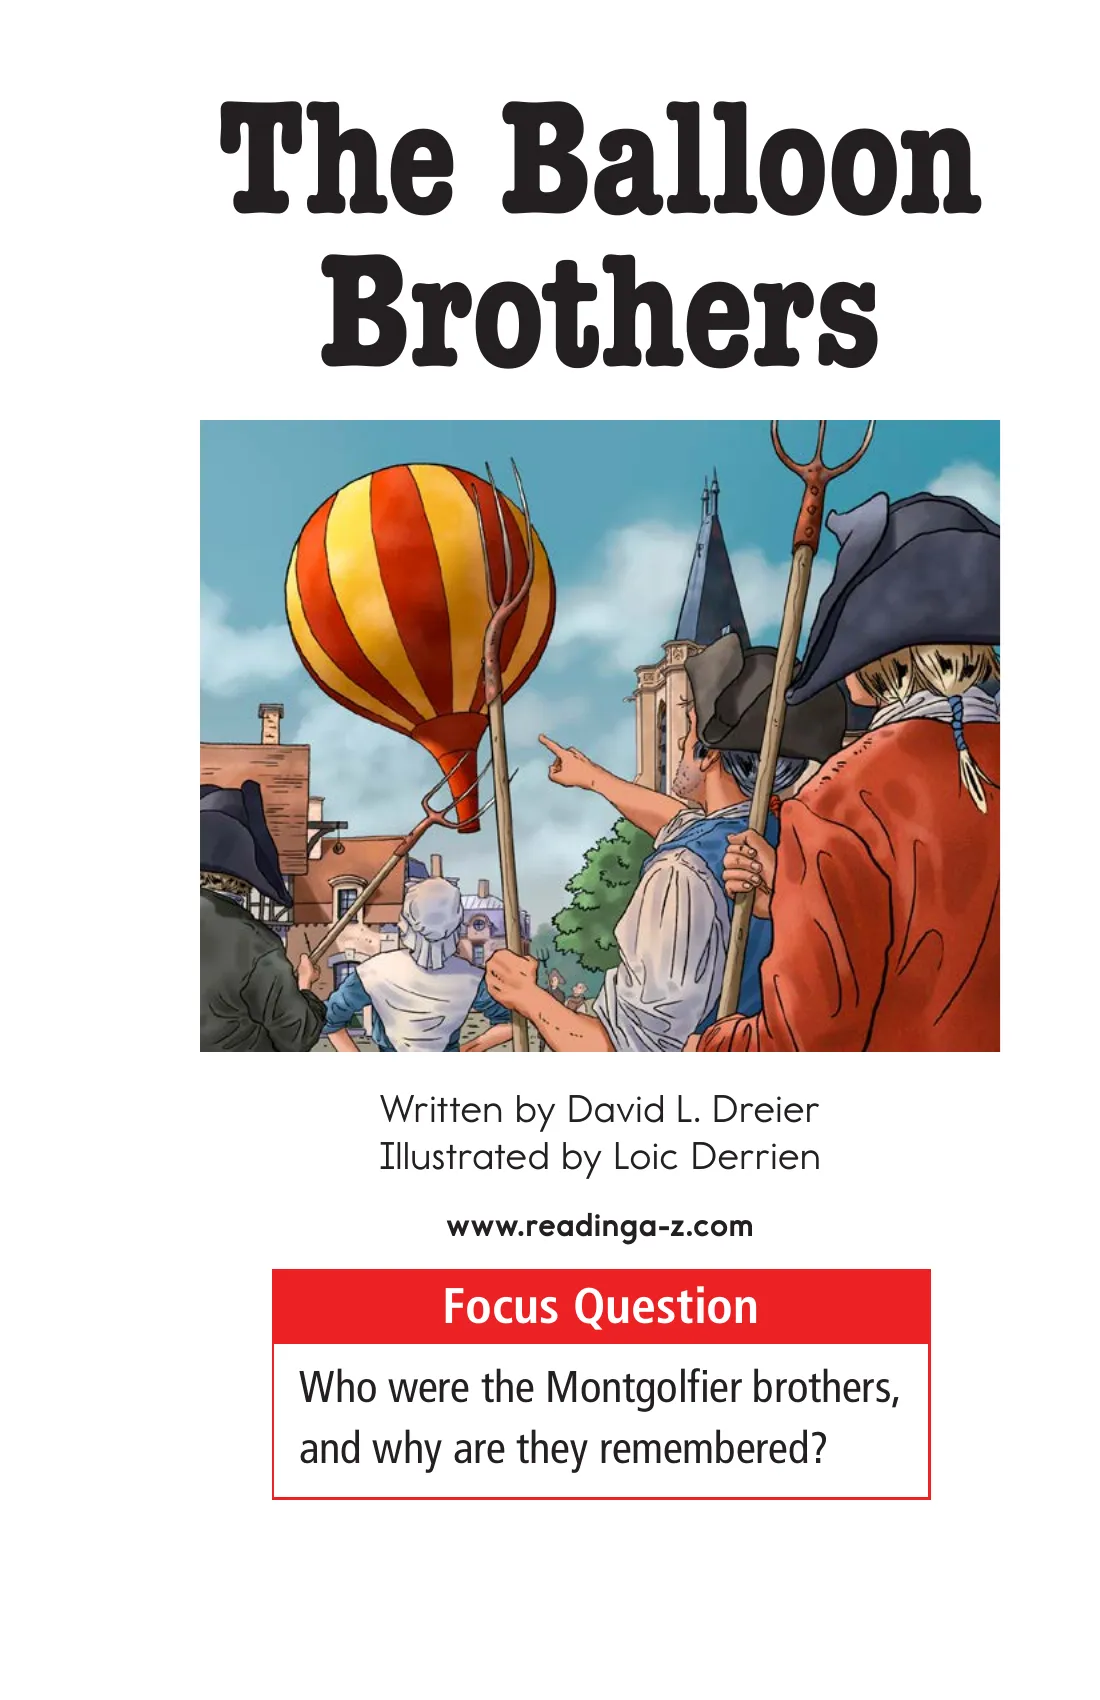 The Balloon
Brothers
Written by David L. Dreier
Illustrated by Loic Derrien
www.readinga-z.com
Focus Question
Who were the Montgolfier brothers,
and why are they remembered?